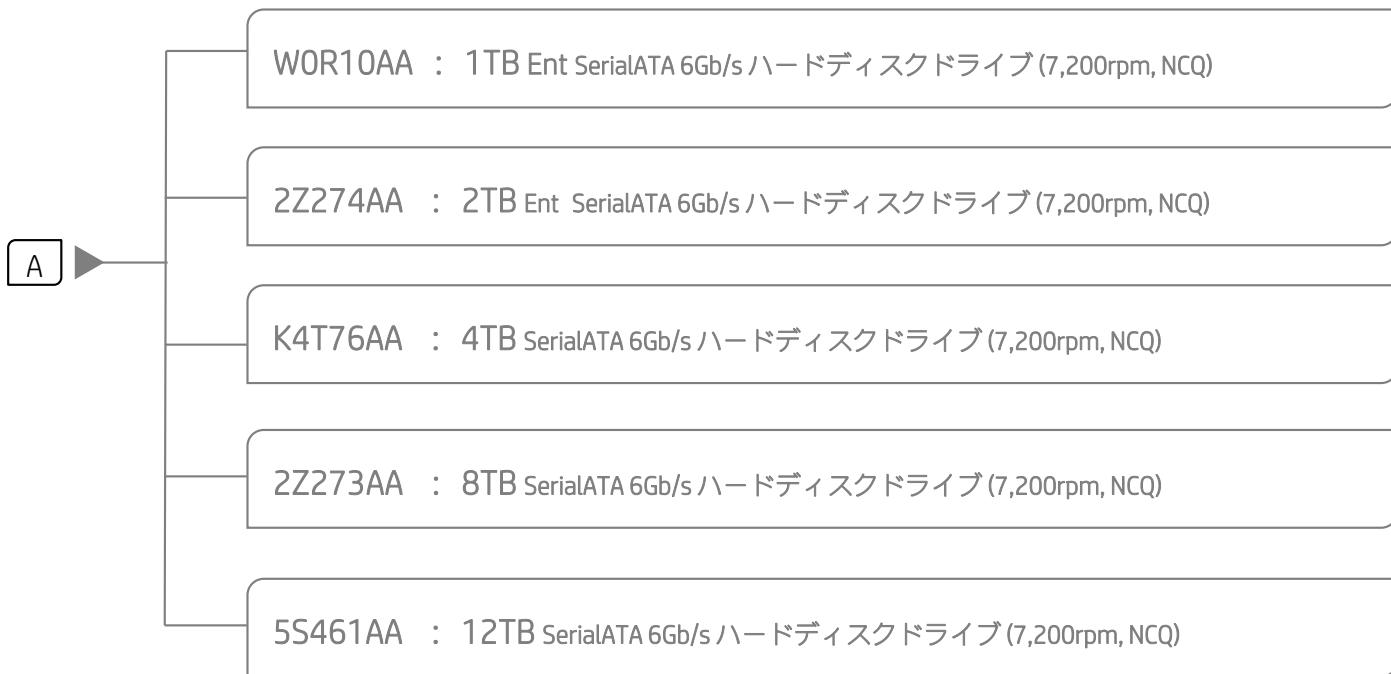 W0R10AA : 1TB Ent SerialATA 6Gb/s ハードディスクドライブ (7,200rpm, NCQ)
2Z274AA : 2TB Ent SerialATA 6Gb/s ハードディスクドライブ (7,200rpm, NCQ)
A
K4T76AA : 4TB SerialATA 6Gb/s ハードディスクドライブ (7,200rpm, NCQ)
2Z273AA : 8TB SerialATA 6Gb/s ハードディスクドライブ (7,200rpm, NCQ)
5S461AA : 12TB SerialATA 6Gb/s ハードディスクドライブ (7,200rpm, NCQ)